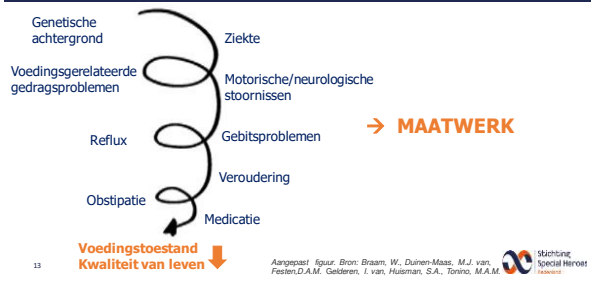 Genetische
achtergrond
Ziekte
Voedingsgerelateerde
gedragsproblemen
Motorische/neurologische
stoornissen
→ MAATWERK
Reflux
Gebitsproblemen
Veroudering
Obstipatie
Medicatie
Voedingstoestand
Kwaliteit van leven
13
Aangepast figuur. Bron: Braam, W., Duinen-Maas, M.J. van,
Festen,D.A.M. Gelderen, I. van, Huisman, S.A., Tonino, M.A.M.
Stichting
Special Heroes
Nederland